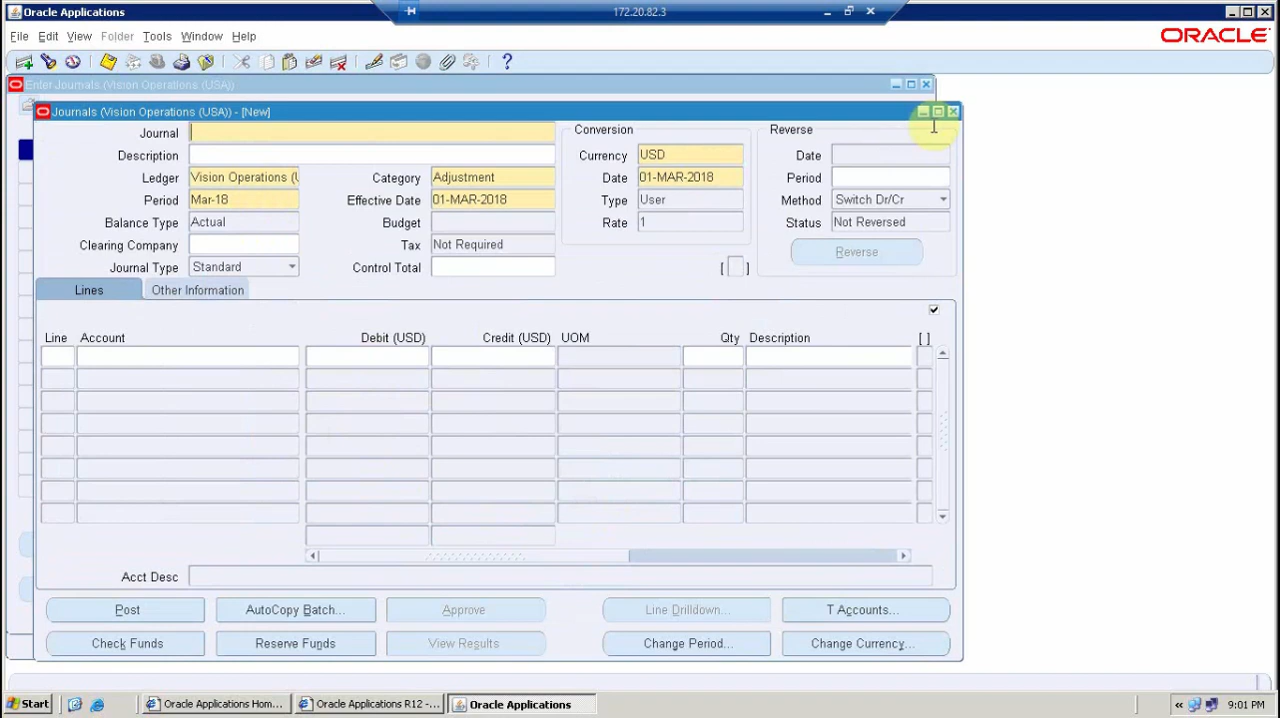 Oracle Applications
172.20.82.3
File Edit View Folder Tools Window Help
ORACLE
Enter Journals (Vision Operations (USA))
Journals (Vision Operations (USA)) - [New]
Journal
Conversion
Reverse
Description
Currency USD
Date
Ledger Vision Operations (U
Category Adjustment
Date 01-MAR-2018
Period
Period Mar-18
Effective Date 01-MAR-2018
Type User
Method Switch Dr/Cr
Balance Type Actual
Budget
Rate 1
Status Not Reversed
Clearing Company
Tax Not Required
Reverse
Journal Type Standard
Control Total
[ ]
Lines Other Information
Line Account Debit (USD) Credit (USD) UOM Qty Description [ ]
Acct Desc
Post AutoCopy Batch... Approve Line Drilldown... T Accounts...
Check Funds Reserve Funds View Results Change Period... Change Currency...
Start Oracle Applications Hom... Oracle Applications R12 -... Oracle Applications « 9:01 PM